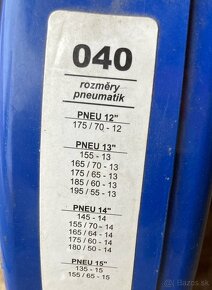 040
rozměry
pneumatik
PNEU 12"
175 / 70 - 12
PNEU 13"
155 - 13
165 / 70 - 13
175 / 65 - 13
185 / 60 - 13
195 / 55 - 13
PNEU 14"
145 - 14
155 / 70 - 14
165 / 64 - 14
175 / 60 - 14
180 / 50 - 14
PNEU 15"
135 - 15
155 / 65 - 15